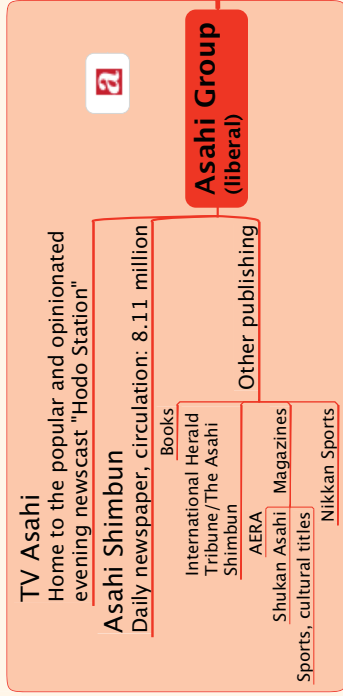 a
Asahi Group
(liberal)
TV Asahi
Home to the popular and opinionated
evening newscast "Hodo Station"
Asahi Shimbun
Daily newspaper, circulation: 8.11 million
Other publishing
Books
International Herald
Tribune/The Asahi
Shimbun
Magazines
AERA
Shukan Asahi
Sports, cultural titles
Nikkan Sports